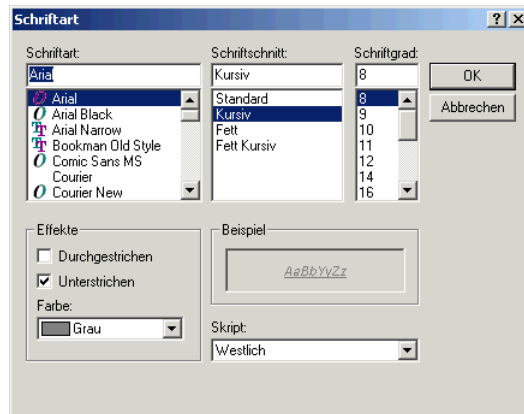 Schriftart
Schriftart: Schriftschnitt: Schriftgrad:
Arial Kursiv 8 OK
Arial Standard 8
Arial Black Kursiv 9 Abbrechen
Arial Narrow Fett 10
Bookman Old Style Fett Kursiv 11
Comic Sans MS 12
Courier 14
Courier New 16
Effekte Beispiel
Durchgestrichen
Unterstrichen AaBbYyZz
Farbe:
Grau Skript:
Westlich